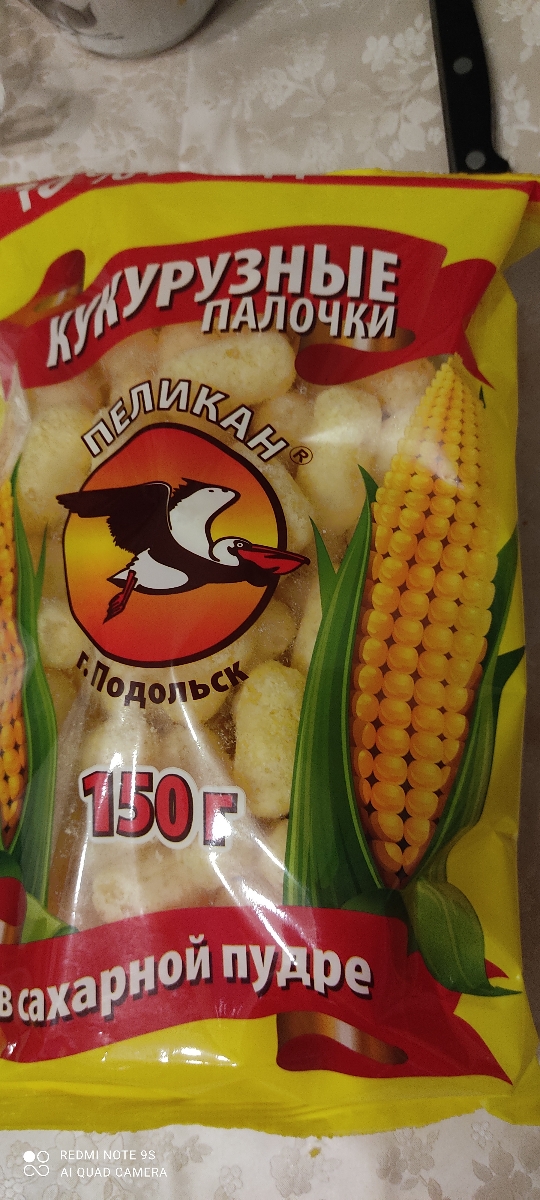 КУКУРУЗНЫЕ
ПАЛОЧКИ
ПЕЛИКАН®
г.Подольск
150 г
в сахарной пудре
REDMI NOTE 9S
AI QUAD CAMERA